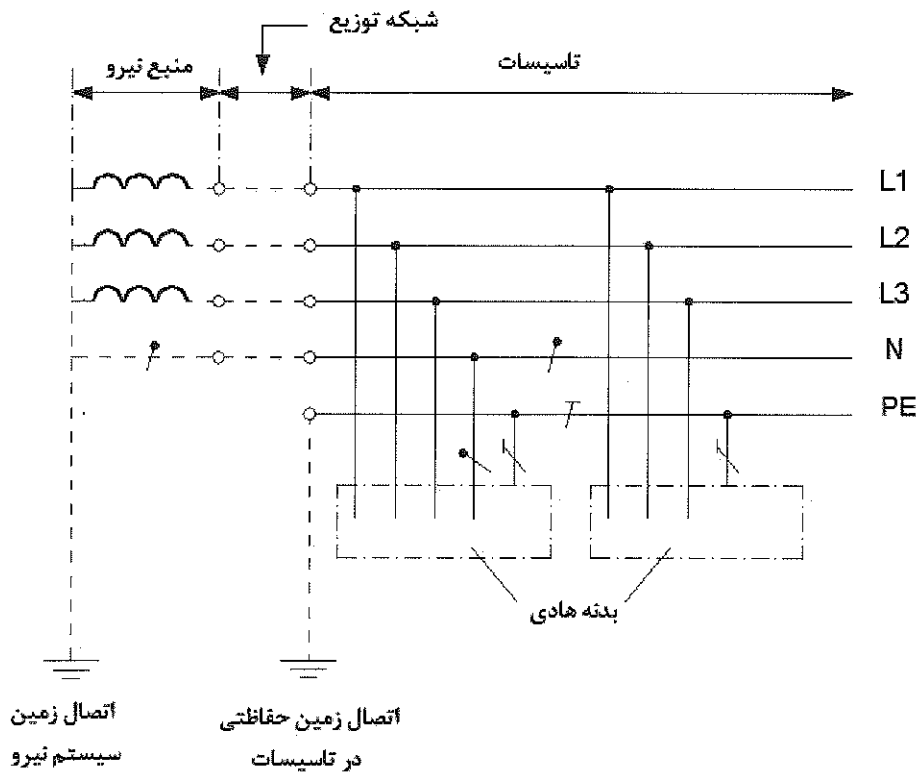 شبکه توزیع
منبع نیرو
تاسیسات
L1
L2
L3
N
PE
بدنه هادی
اتصال زمین
سیستم نیرو
اتصال زمین حفاظتی
در تاسیسات